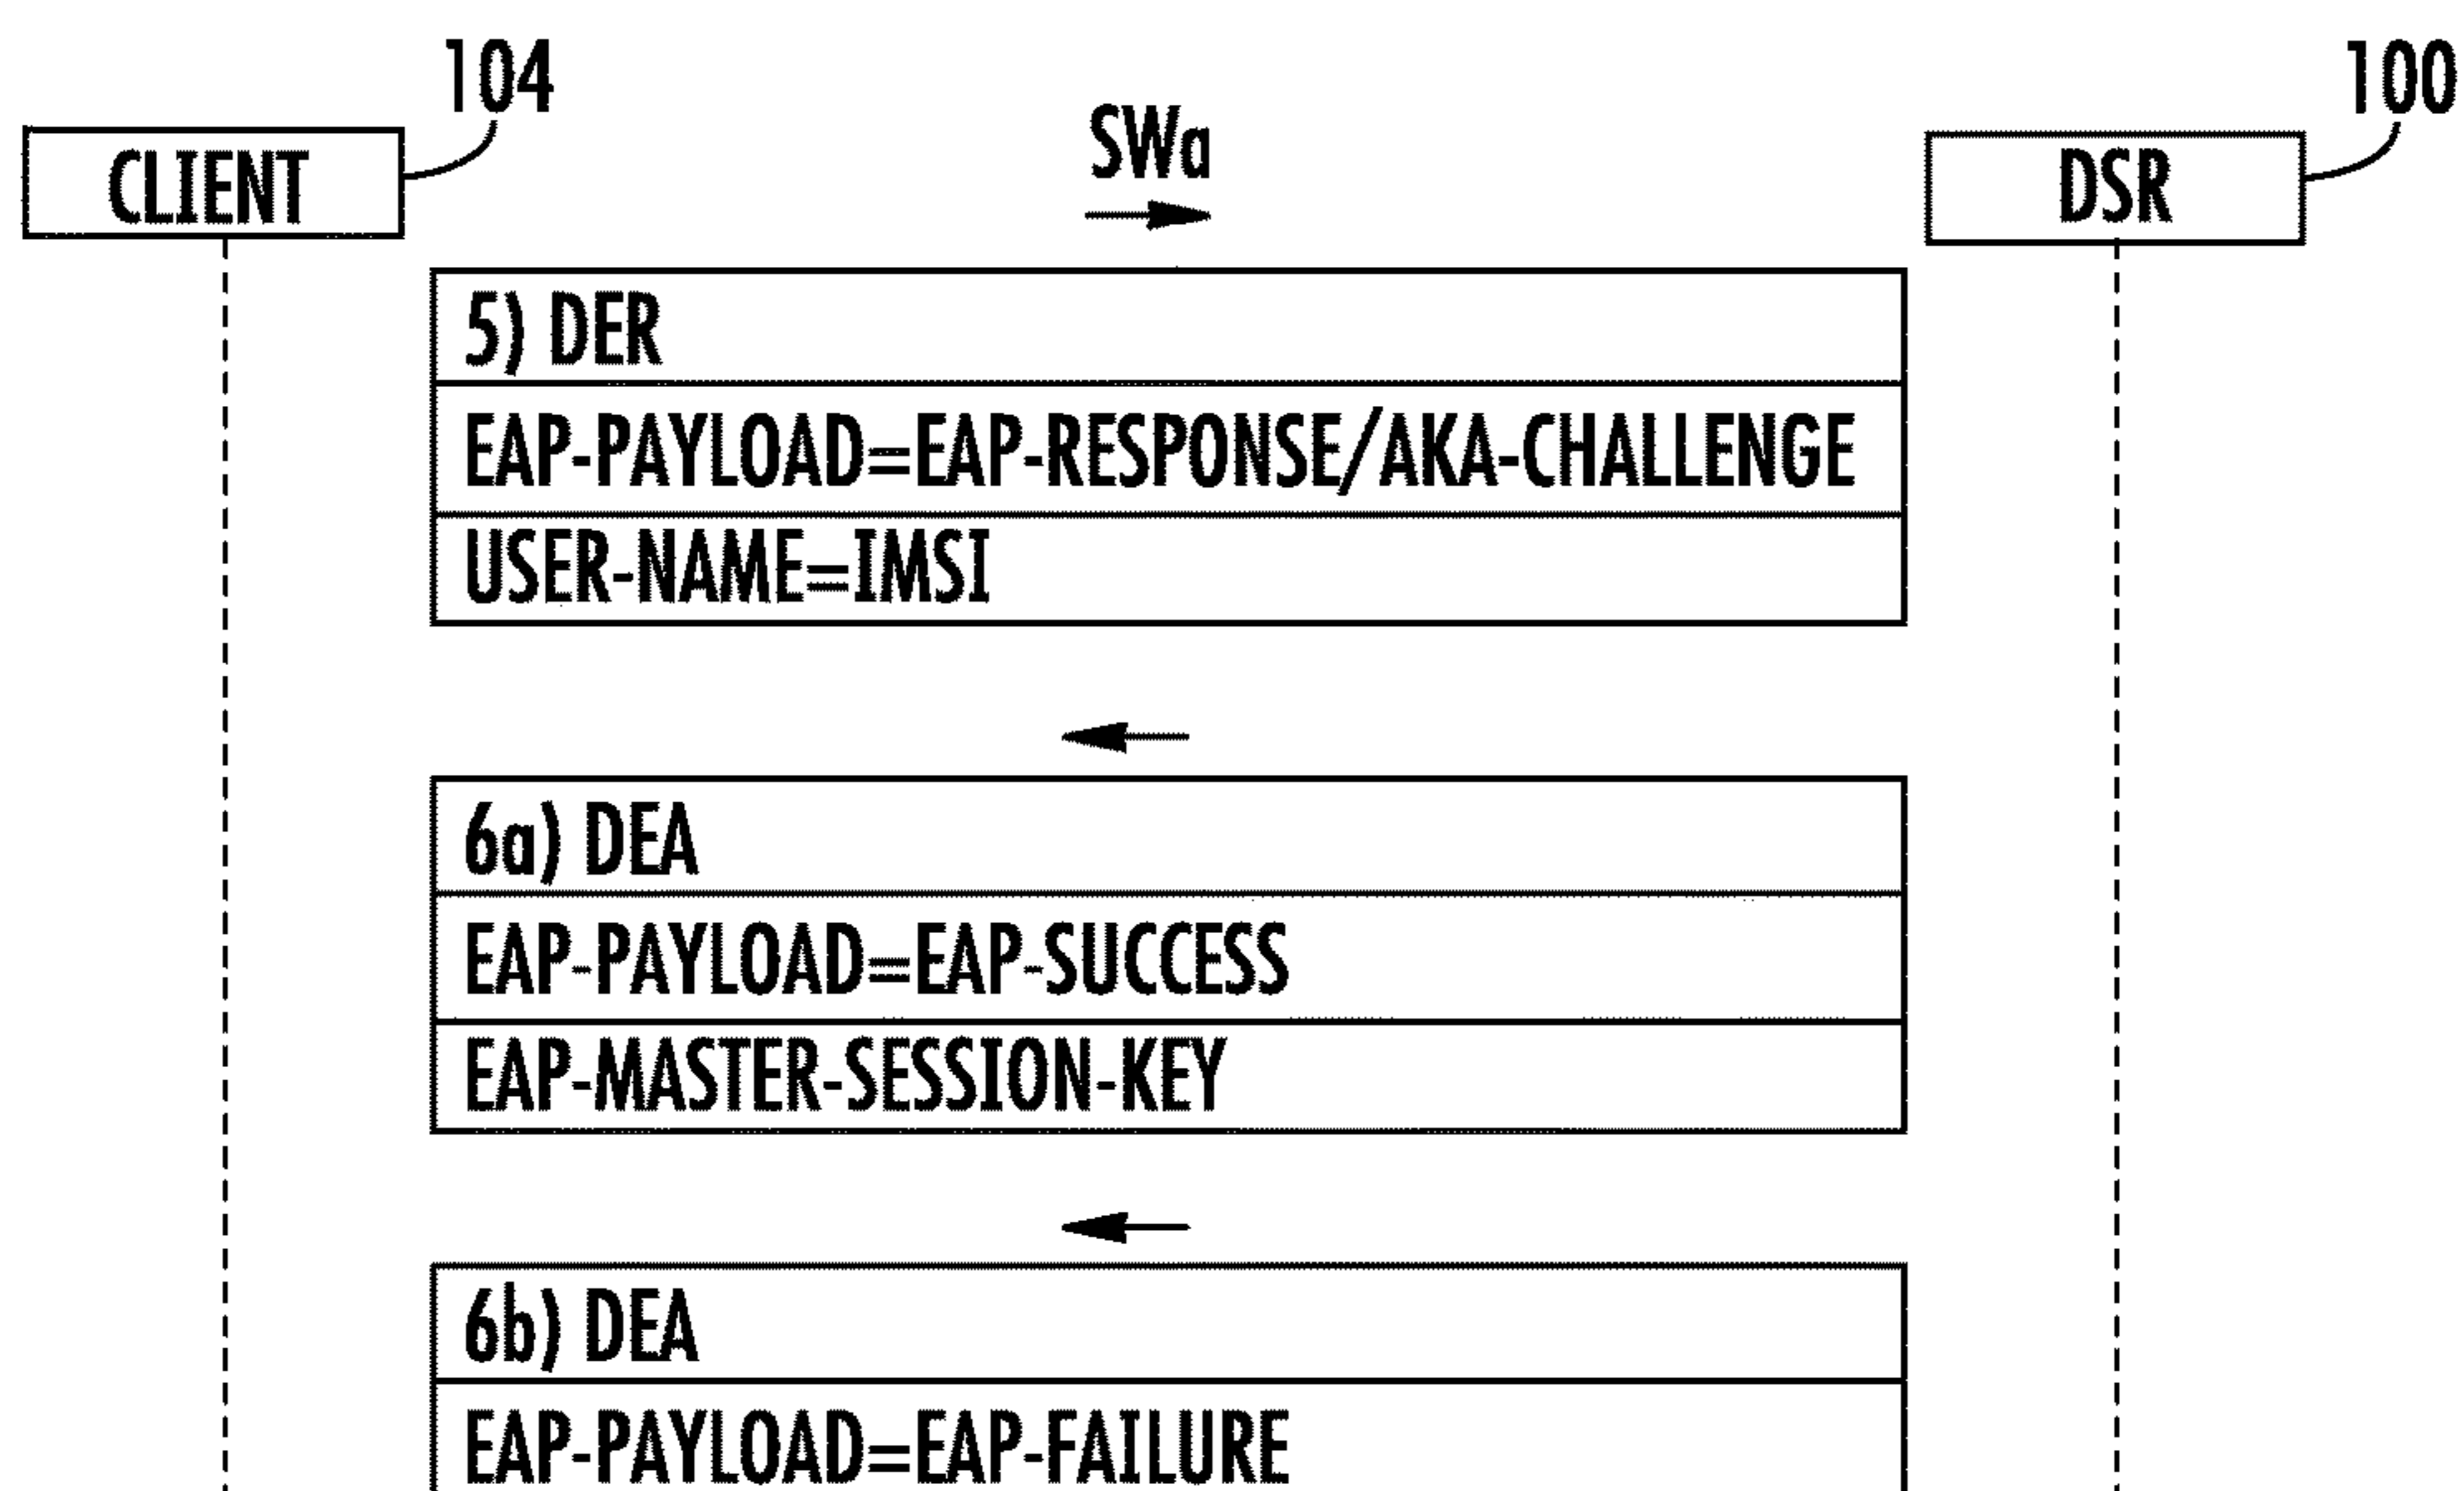 104
100
SWa
CLIENT
DSR
5) DER
EAP-PAYLOAD=EAP-RESPONSE/AKA-CHALLENGE
USER-NAME=IMSI
6a) DEA
EAP-PAYLOAD=EAP-SUCCESS
EAP-MASTER-SESSION-KEY
6b) DEA
EAP-PAYLOAD=EAP-FAILURE